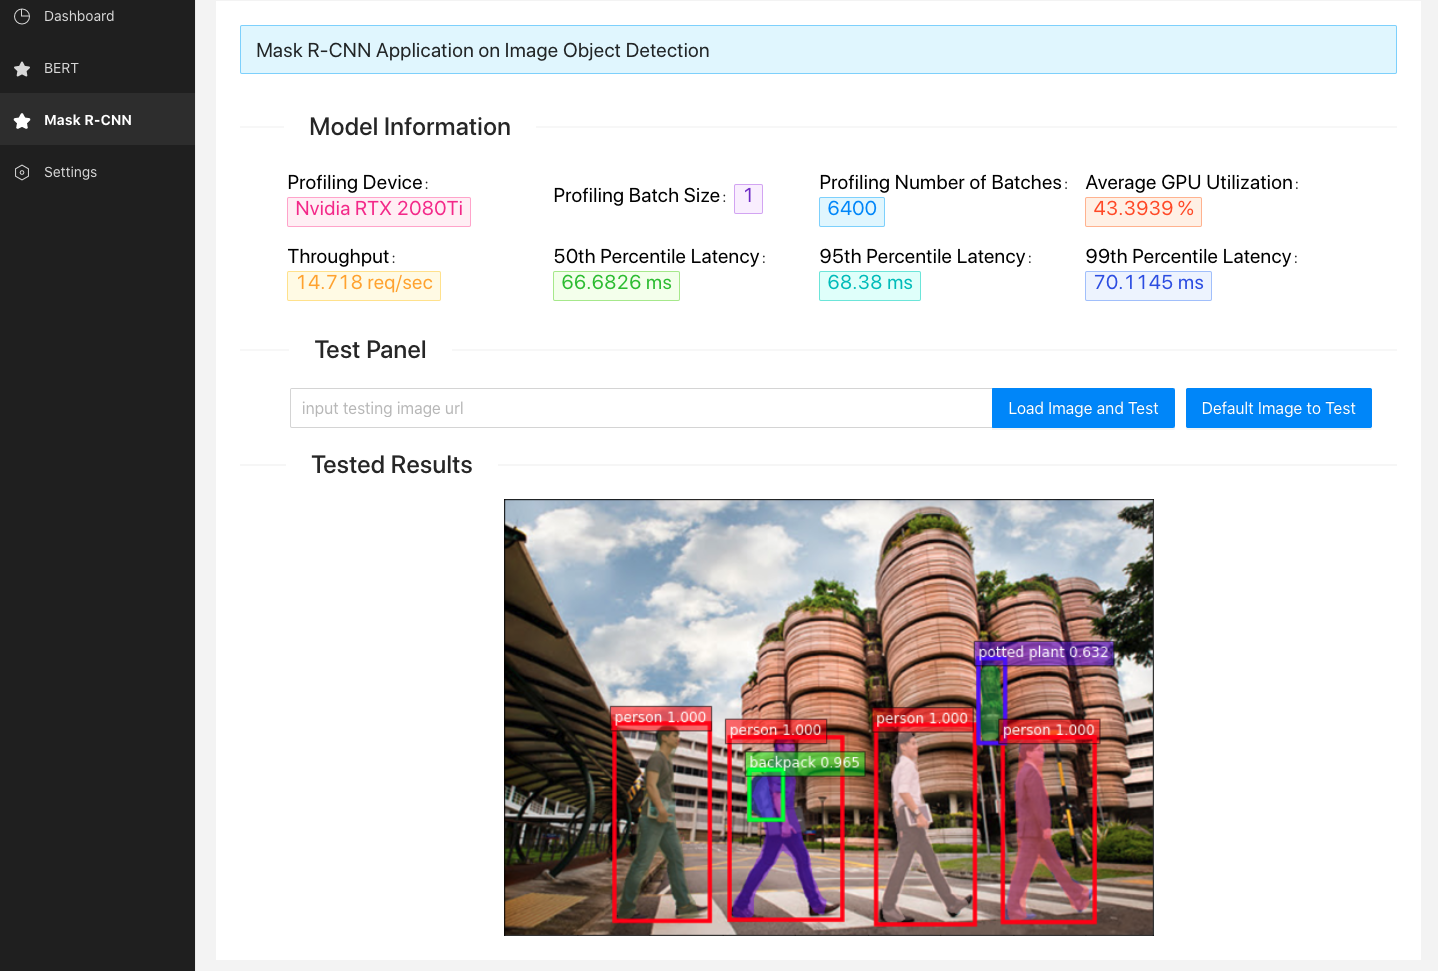 Dashboard
BERT
Mask R-CNN
Settings
Mask R-CNN Application on Image Object Detection
Model Information
Profiling Device:
Nvidia RTX 2080Ti
Profiling Batch Size: 1
Profiling Number of Batches:
6400
Average GPU Utilization:
43.3939 %
Throughput:
14.718 req/sec
50th Percentile Latency:
66.6826 ms
95th Percentile Latency:
68.38 ms
99th Percentile Latency:
70.1145 ms
Test Panel
input testing image url
Load Image and Test
Default Image to Test
Tested Results
potted plant 0.632
person 1.000
person 1.000
person 1.000
person 1.000
backpack 0.965